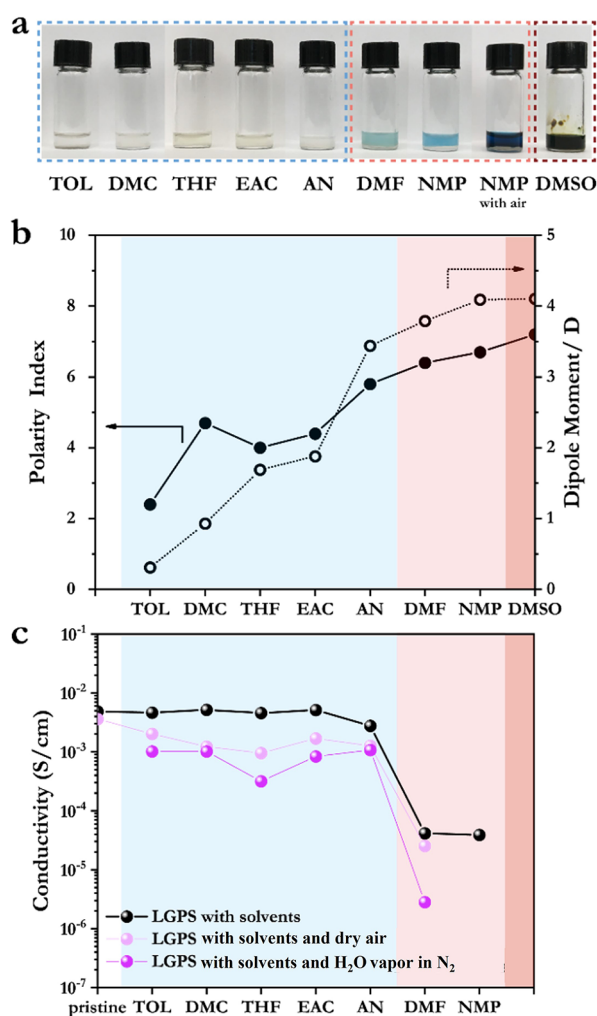 a
TOL DMC THF EAC AN DMF NMP NMP DMSO
with air
b
10
8
6
4
2
0
Polarity Index
5
4
3
2
1
0
Dipole Moment/ D
TOL DMC THF EAC AN DMF NMP DMSO
c
10-1
10-2
10-3
10-4
10-5
10-6
10-7
Conductivity (S/cm)
LGPS with solvents
LGPS with solvents and dry air
LGPS with solvents and H2O vapor in N2
pristine TOL DMC THF EAC AN DMF NMP